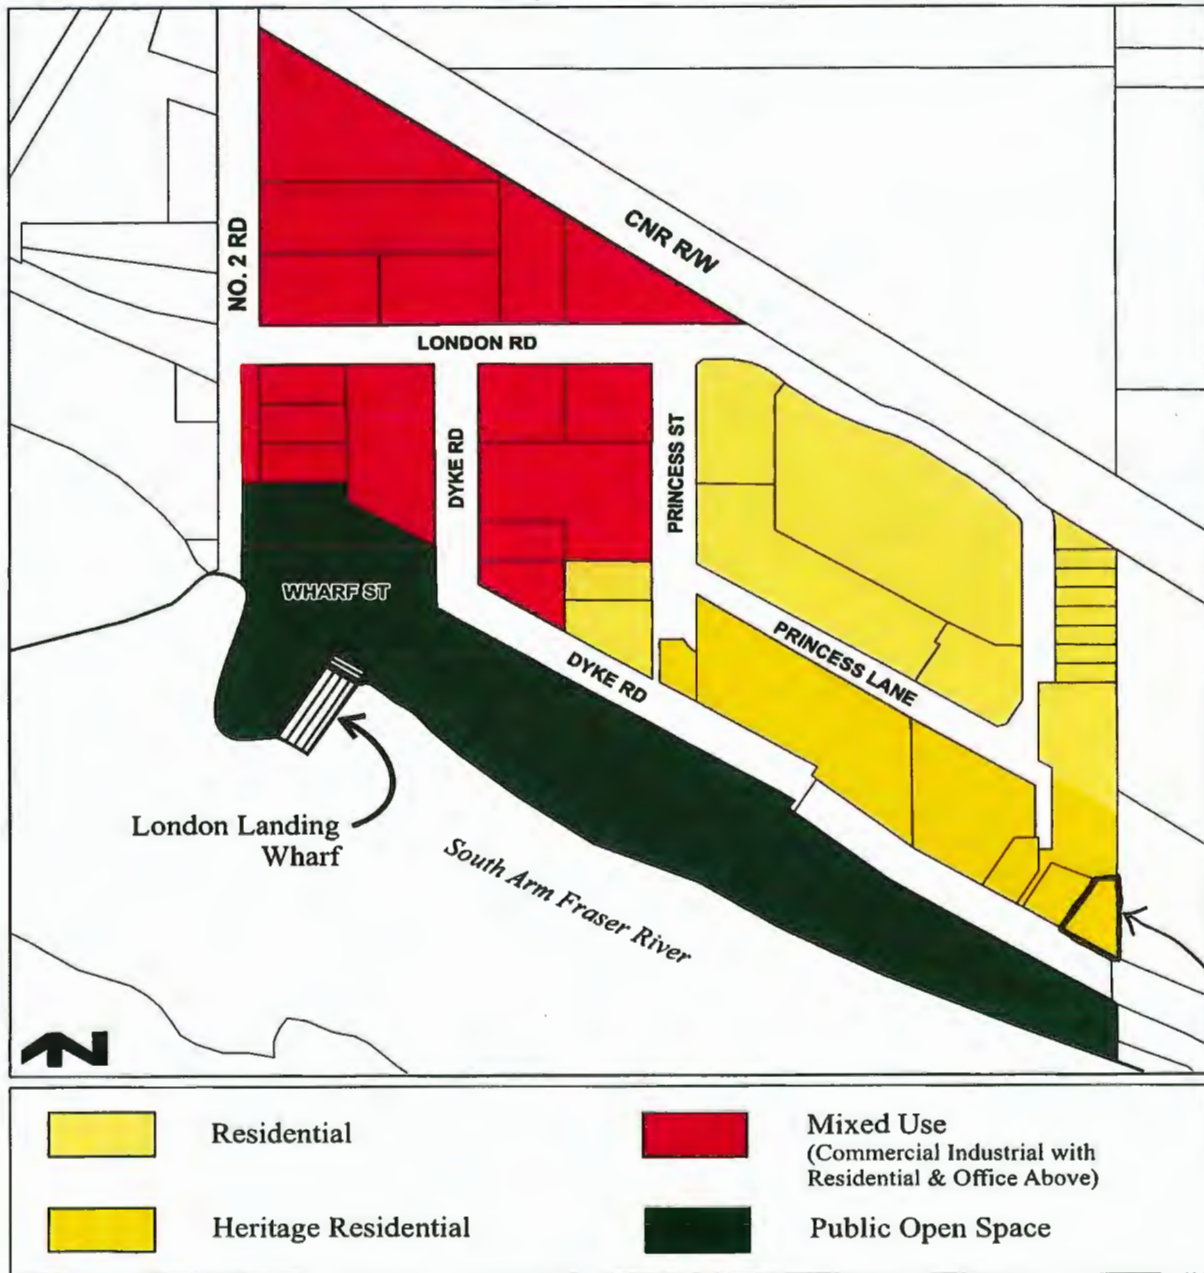 CNR R/W
NO. 2 RD
LONDON RD
DYKE RD
PRINCESS ST
WHARF ST
PRINCESS LANE
DYKE RD
London Landing
Wharf
South Arm Fraser River
N
Residential
Mixed Use
(Commercial Industrial with
Residential & Office Above)
Heritage Residential
Public Open Space